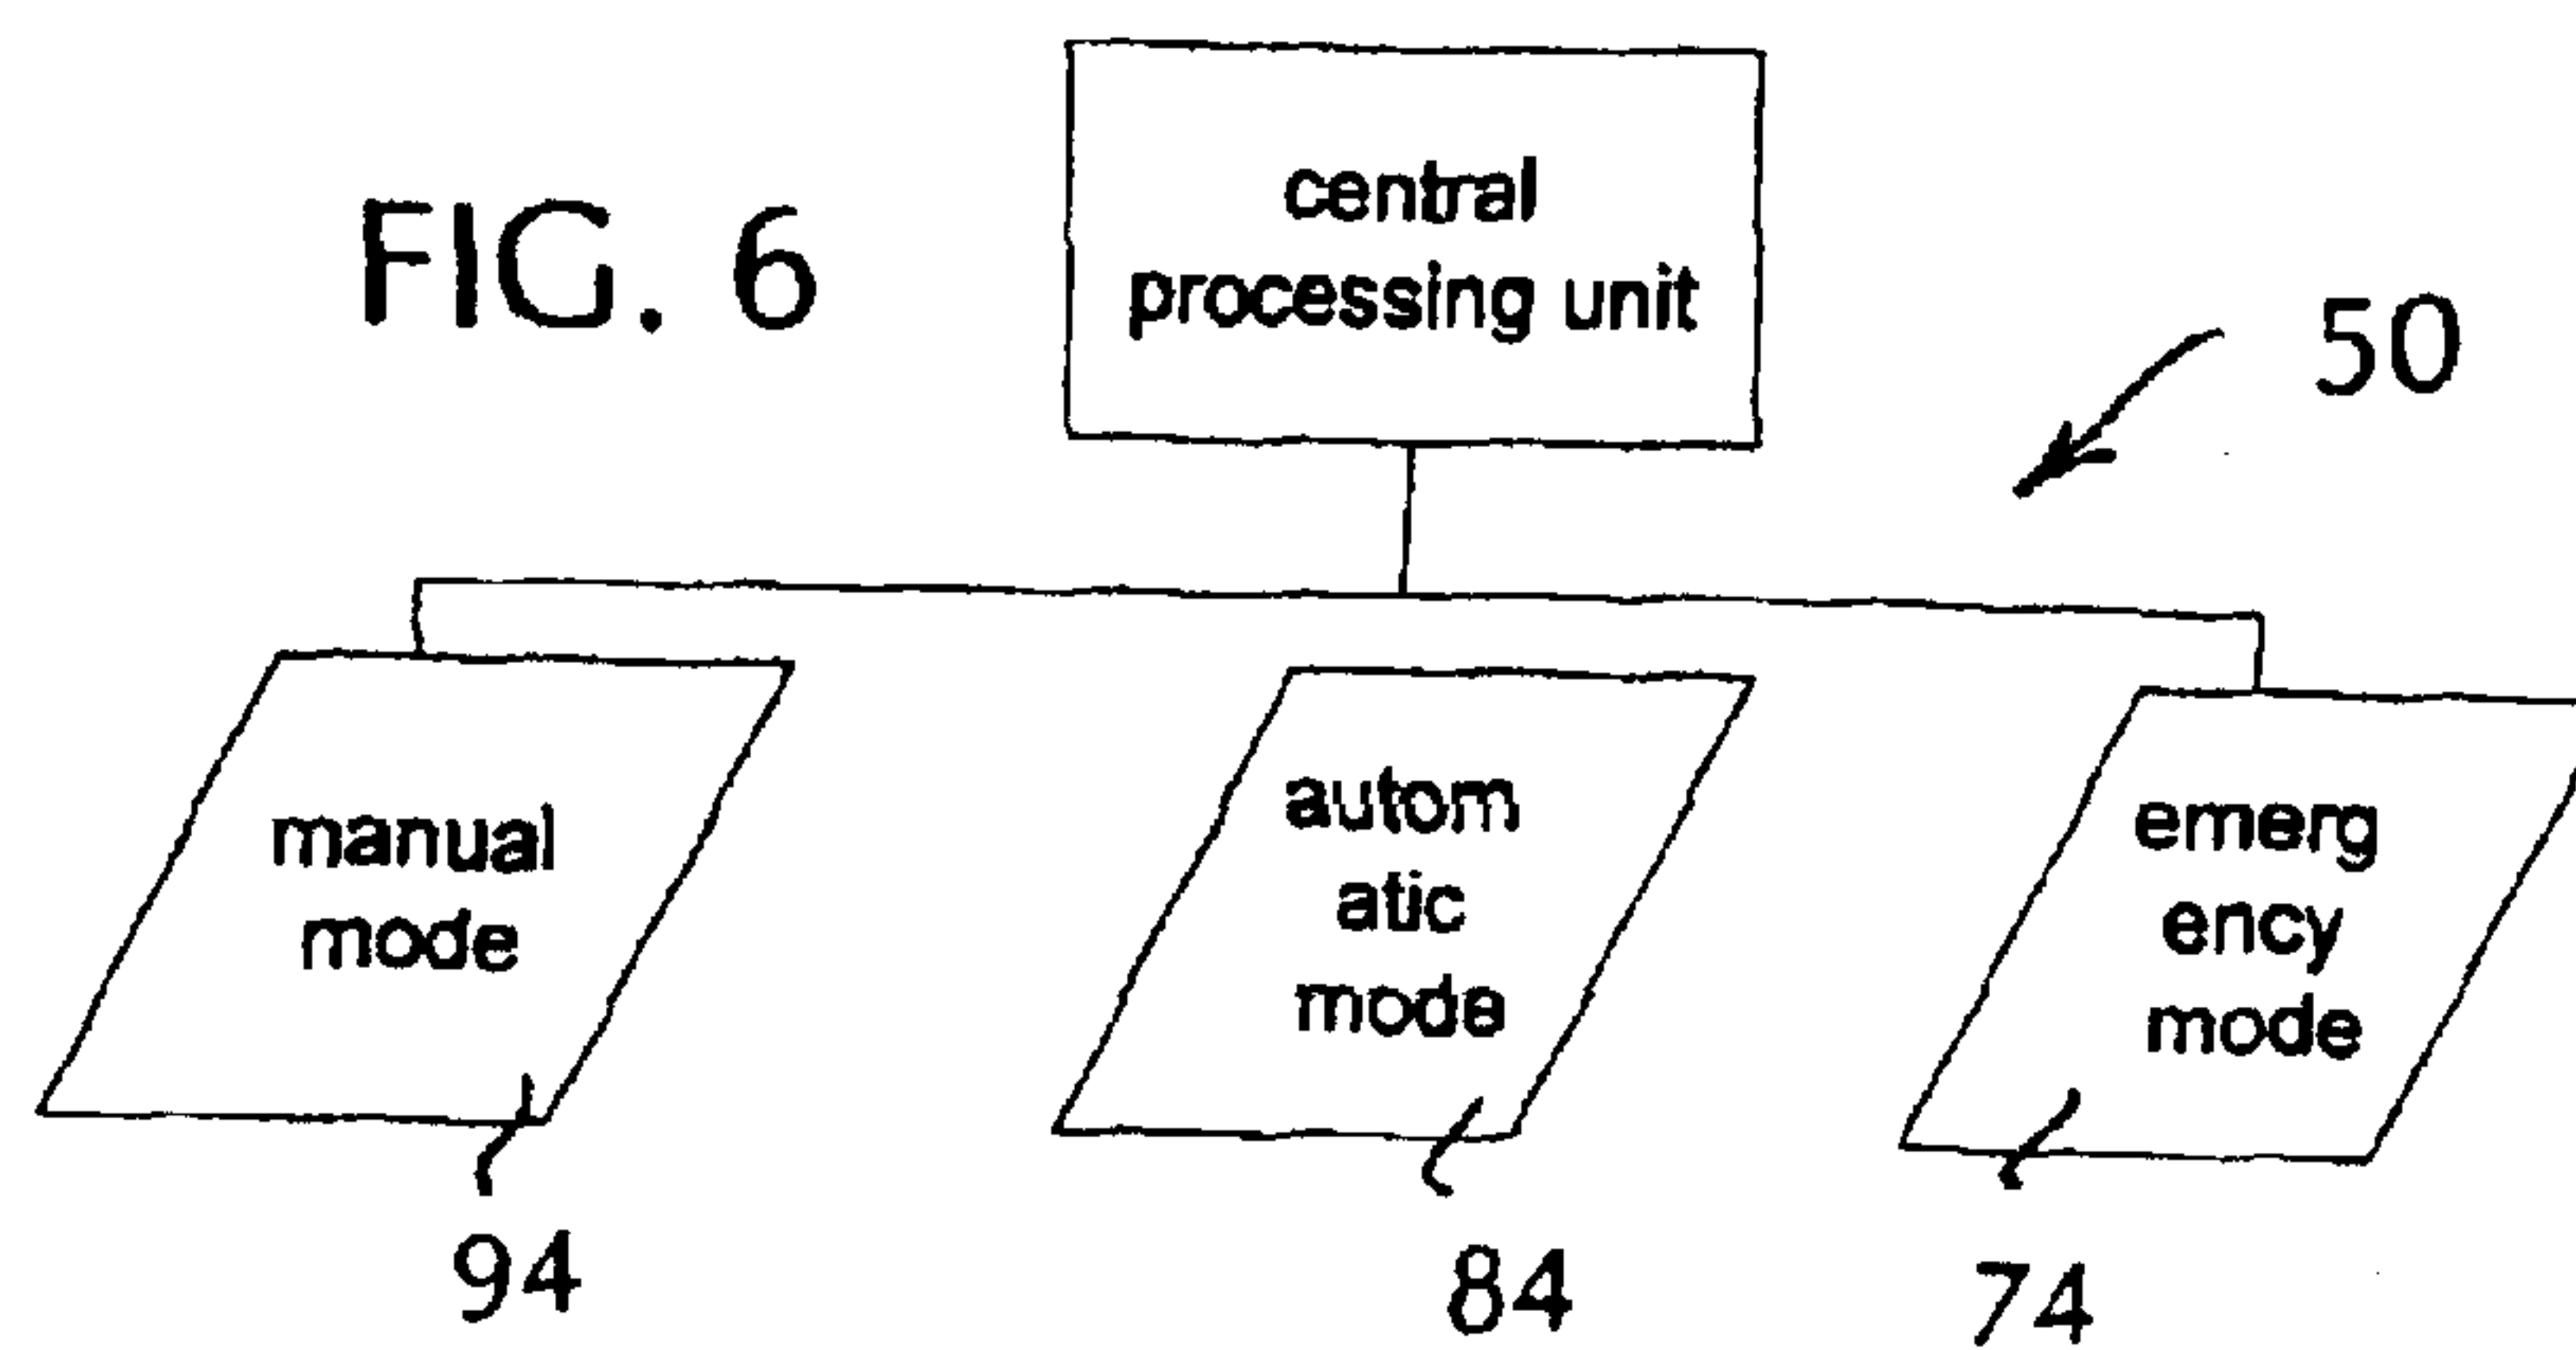 FIG. 6
central
processing unit
50
manual
mode
autom
atic
mode
emerg
ency
mode
94
84
74